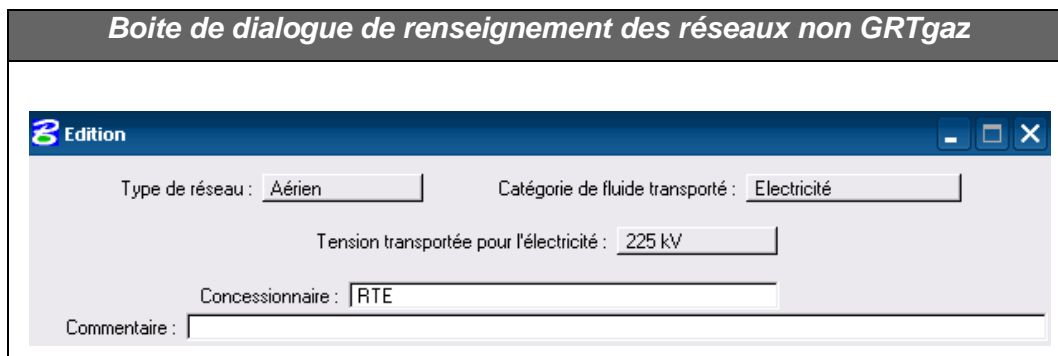 Boite de dialogue de renseignement des réseaux non GRTgaz
Edition
Type de réseau : Aérien Catégorie de fluide transporté : Electricité
Tension transportée pour l'électricité : 225 kV
Concessionnaire : RTE
Commentaire :